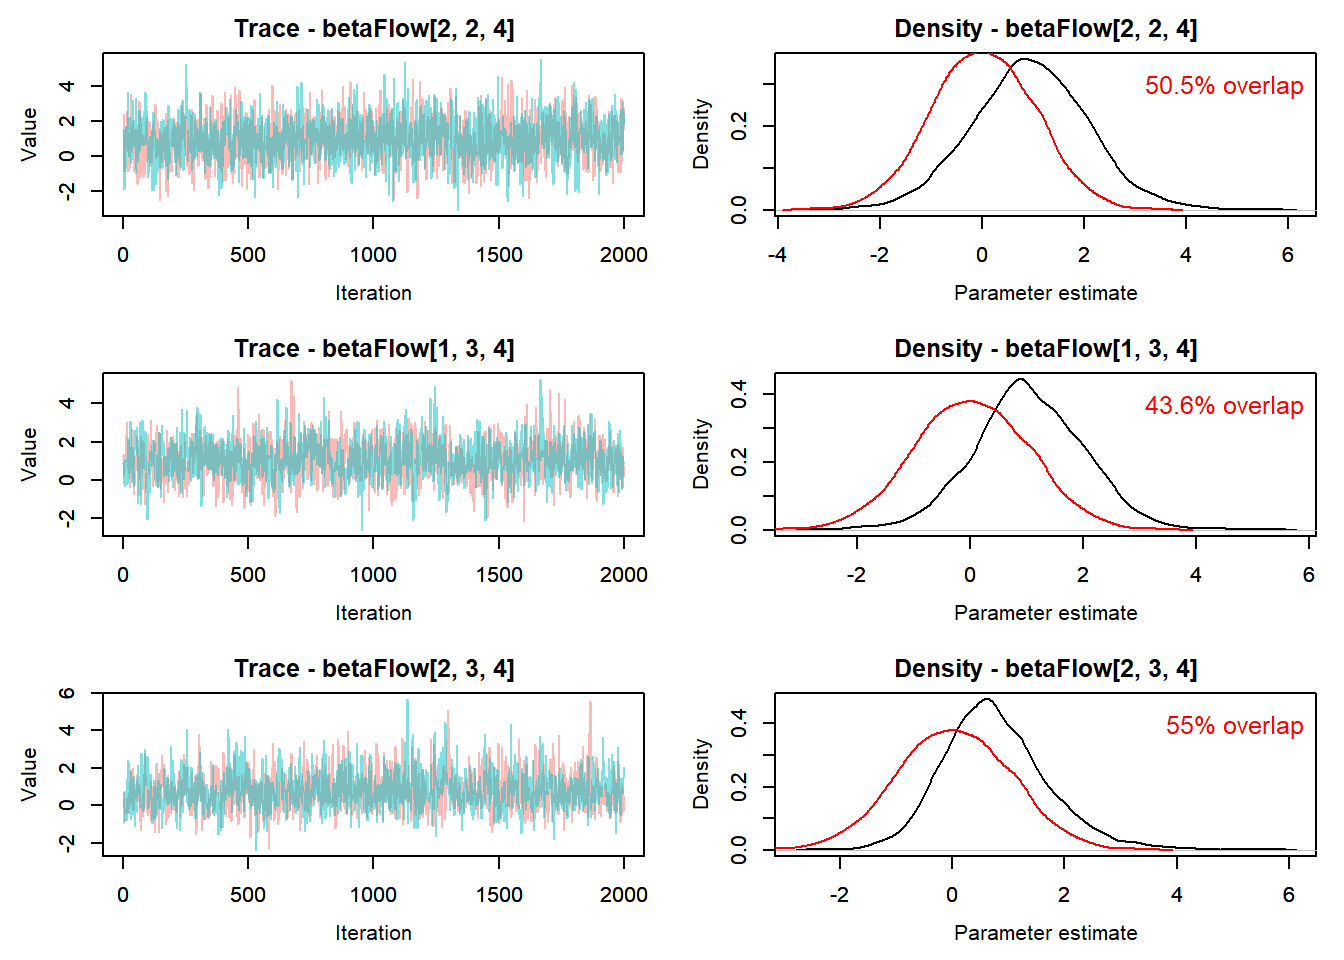 Trace - betaFlow[2, 2, 4]
Value
-2 0 2 4
0 500 1000 1500 2000
Iteration
Density - betaFlow[2, 2, 4]
50.5% overlap
Density
0.0 0.2
-4 -2 0 2 4 6
Parameter estimate
Trace - betaFlow[1, 3, 4]
Value
-2 0 2 4
0 500 1000 1500 2000
Iteration
Density - betaFlow[1, 3, 4]
43.6% overlap
Density
0.0 0.2 0.4
-2 0 2 4 6
Parameter estimate
Trace - betaFlow[2, 3, 4]
Value
-2 0 2 4 6
0 500 1000 1500 2000
Iteration
Density - betaFlow[2, 3, 4]
55% overlap
Density
0.0 0.2 0.4
-2 0 2 4 6
Parameter estimate